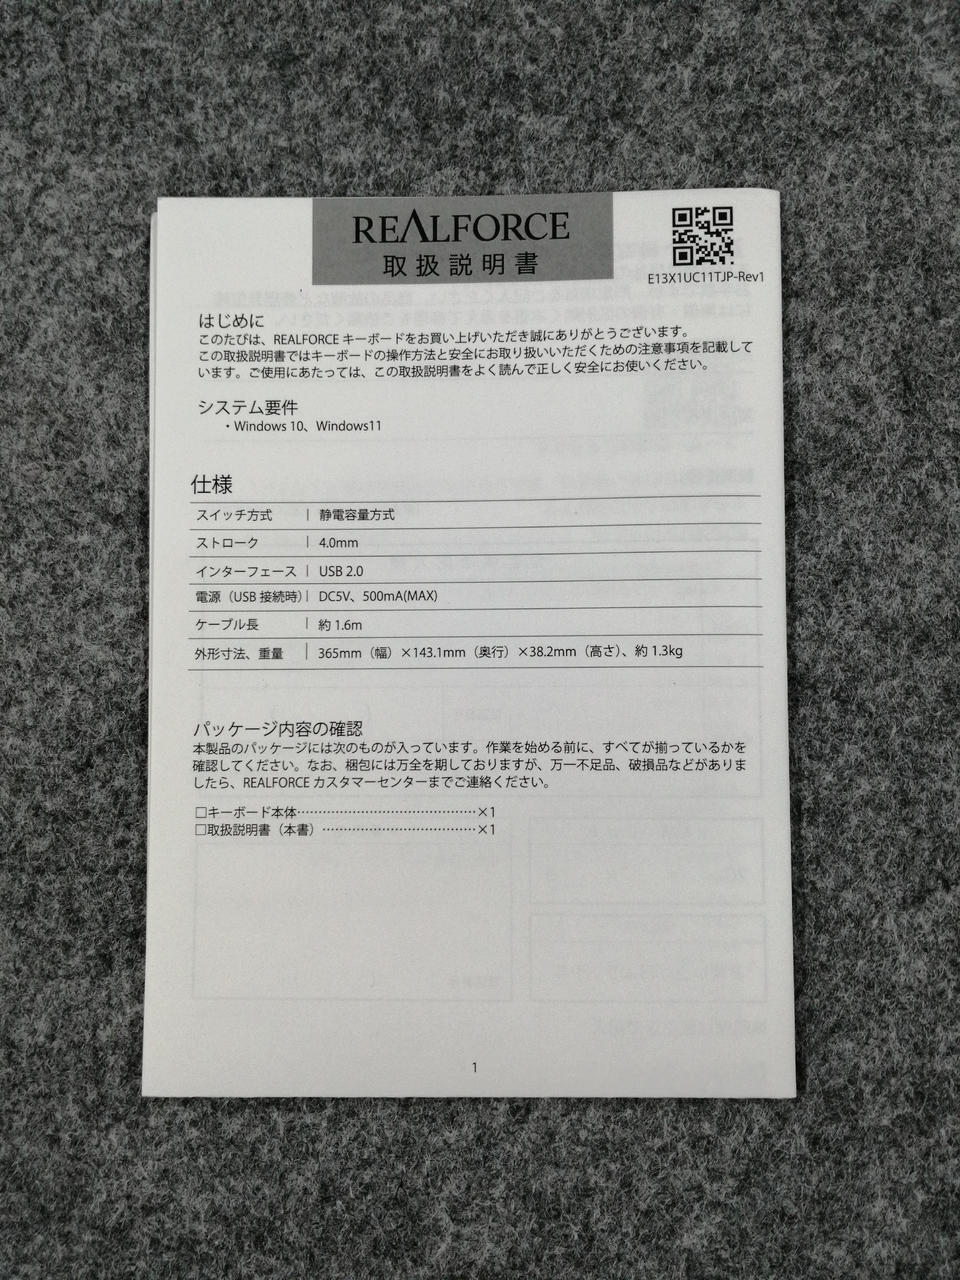 REALFORCE
取扱説明書
E13X1UC11TJP-Rev1
はじめに
このたびは、REALFORCE キーボードをお買い上げいただき誠にありがとうございます。
この取扱説明書ではキーボードの操作方法と安全にお取り扱いいただくための注意事項を記載して
います。ご使用にあたっては、この取扱説明書をよく読んで正しく安全にお使いください。
システム要件
・Windows 10、Windows11
仕様
スイッチ方式 | 静電容量方式
ストローク | 4.0mm
インターフェース | USB 2.0
電源（USB 接続時）| DC5V、500mA(MAX)
ケーブル長 | 約 1.6m
外形寸法、重量 | 365mm（幅）×143.1mm（奥行）×38.2mm（高さ）、約 1.3kg
パッケージ内容の確認
本製品のパッケージには次のものが入っています。作業を始める前に、すべてが揃っているかを
確認してください。なお、梱包には万全を期しておりますが、万一不足品、破損品などがありま
したら、REALFORCE カスタマーセンターまでご連絡ください。
□キーボード本体……………………………………×1
□取扱説明書（本書）………………………………×1
1